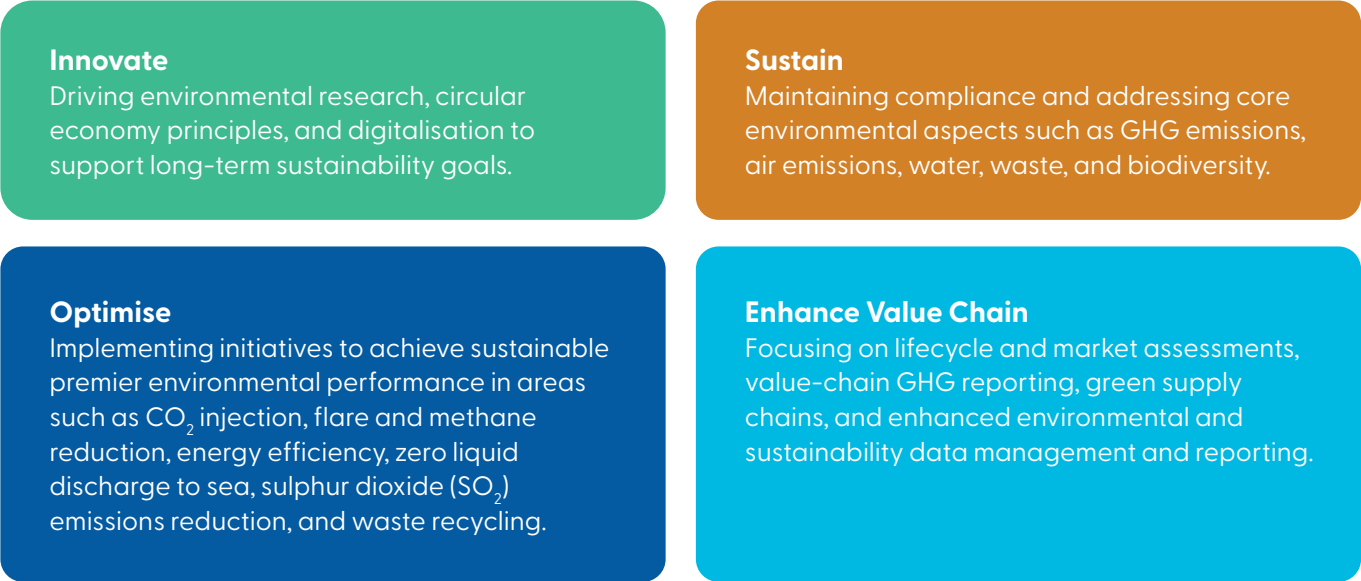 Innovate
Driving environmental research, circular
economy principles, and digitalisation to
support long-term sustainability goals.
Sustain
Maintaining compliance and addressing core
environmental aspects such as GHG emissions,
air emissions, water, waste, and biodiversity.
Optimise
Implementing initiatives to achieve sustainable
premier environmental performance in areas
such as CO₂ injection, flare and methane
reduction, energy efficiency, zero liquid
discharge to sea, sulphur dioxide (SO₂)
emissions reduction, and waste recycling.
Enhance Value Chain
Focusing on lifecycle and market assessments,
value-chain GHG reporting, green supply
chains, and enhanced environmental and
sustainability data management and reporting.